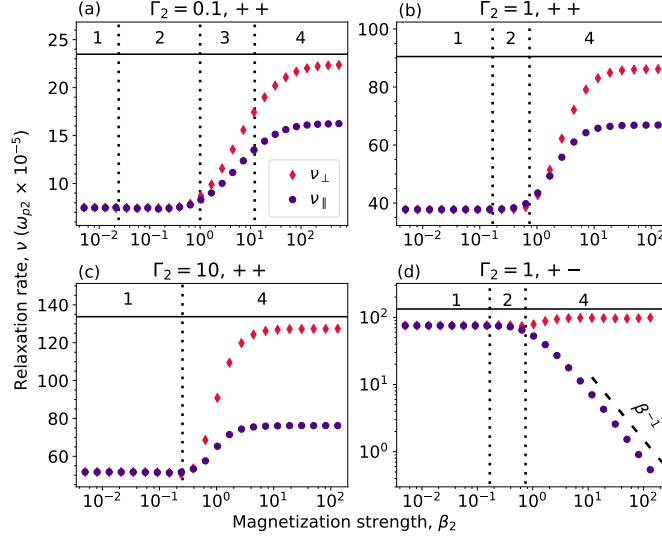 (a) Γ₂ = 0.1, + +
(b) Γ₂ = 1, + +
1 2 3 4
1 2 4
25
20
15
10
80
60
40
ν⊥
ν∥
10⁻² 10⁻¹ 10⁰ 10¹ 10²
10⁻² 10⁻¹ 10⁰ 10¹ 10²
Relaxation rate, ν (ωp2 × 10⁻⁵)
(c) Γ₂ = 10, + +
(d) Γ₂ = 1, + −
1 4
1 2 4
140
120
100
80
60
10²
10¹
10⁰
β⁻¹
10⁻² 10⁻¹ 10⁰ 10¹ 10²
10⁻² 10⁻¹ 10⁰ 10¹ 10²
Magnetization strength, β₂